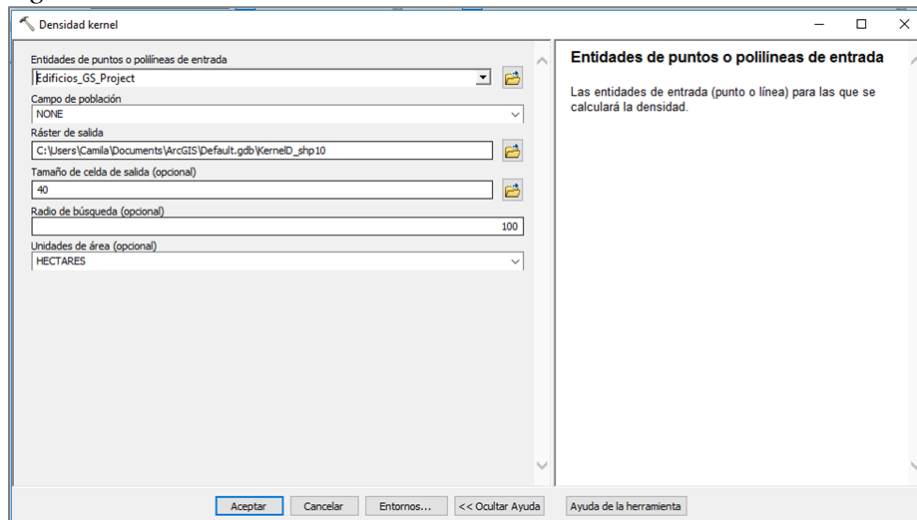 Densidad kernel
Entidades de puntos o polilíneas de entrada
Edificios_GS_Project
Campo de población
NONE
Ráster de salida
C:\Users\Camila\Documents\ArcGIS\Default.gdb\KernelD_shp10
Tamaño de celda de salida (opcional)
40
Radio de búsqueda (opcional)
100
Unidades de área (opcional)
HECTARES
Entidades de puntos o polilíneas de entrada
Las entidades de entrada (punto o línea) para las que se
calculará la densidad.
Aceptar
Cancelar
Entornos...
<< Ocultar Ayuda
Ayuda de la herramienta